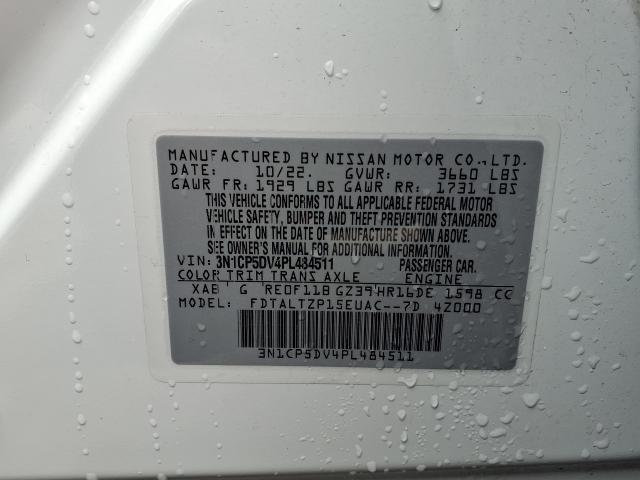 MANUFACTURED BY NISSAN MOTOR CO.,LTD.
DATE: 10/22. GVWR: 3660 LBS
GAWR FR: 1929 LBS GAWR RR: 1731 LBS
THIS VEHICLE CONFORMS TO ALL APPLICABLE FEDERAL MOTOR
VEHICLE SAFETY, BUMPER AND THEFT PREVENTION STANDARDS
IN EFFECT ON THE DATE OF MANUFACTURE SHOWN ABOVE.
SEE OWNER'S MANUAL FOR ADDITIONAL INFORMATION.
VIN: 3N1CP5DV4PL484511 PASSENGER CAR.
COLOR TRIM TRANS AXLE ENGINE
XAB G RE0F11B GZ39 HR16DE 1598 CC
MODEL: FDTALTZP15EUAC--7D 4Z000
3N1CP5DV4PL484511